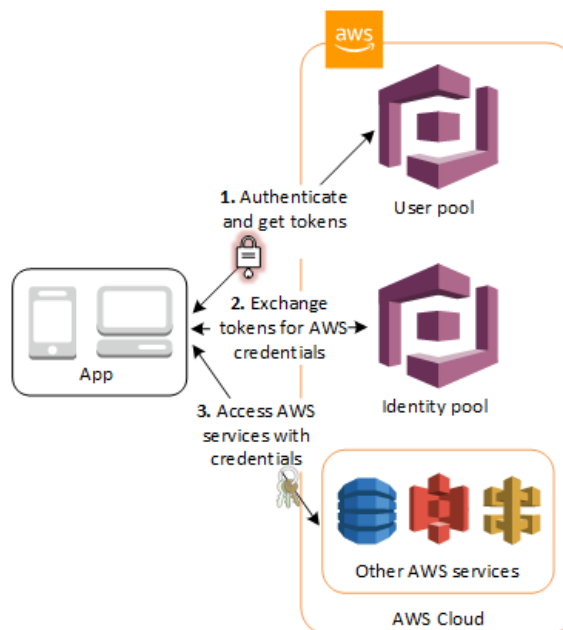 aws
1. Authenticate
and get tokens
User pool
2. Exchange
tokens for AWS
credentials
App
Identity pool
3. Access AWS
services with
credentials
Other AWS services
AWS Cloud